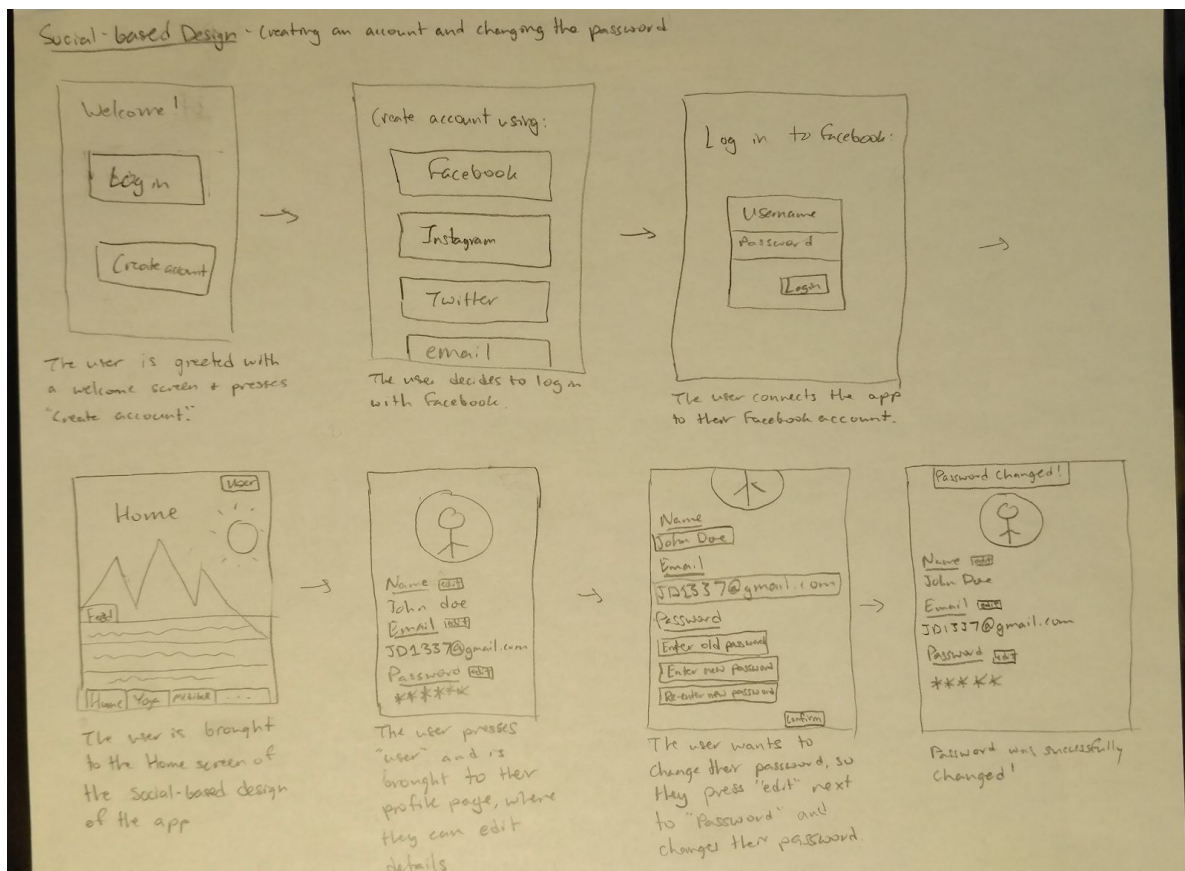 Social-based Design - Creating an account and changing the password
Welcome!
Log in
Create account
The user is greeted with
a welcome screen + presses
"Create account."
Create account using:
Facebook
Instagram
Twitter
email
The user decides to log in
with Facebook.
Log in to Facebook:
Username
Password
Login
The user connects the app
to their Facebook account.
User
Home
Feed
Home Yoga ...
The user is brought
to the Home screen of
the social-based design
of the app
Name edit
John doe
Email edit
JD1337@gmail.com
Password edit
******
The user presses
"user" and is
brought to their
profile page, where
they can edit
details
Name
John Doe
Email
JD1337@gmail.com
Password
Enter old password
Enter new password
Re-enter new password
Confirm
The user wants to
change their password, so
they press "edit" next
to "Password" and
changes their password.
Password Changed!
Name edit
John Doe
Email edit
JD1337@gmail.com
Password edit
*****
Password was successfully
changed!